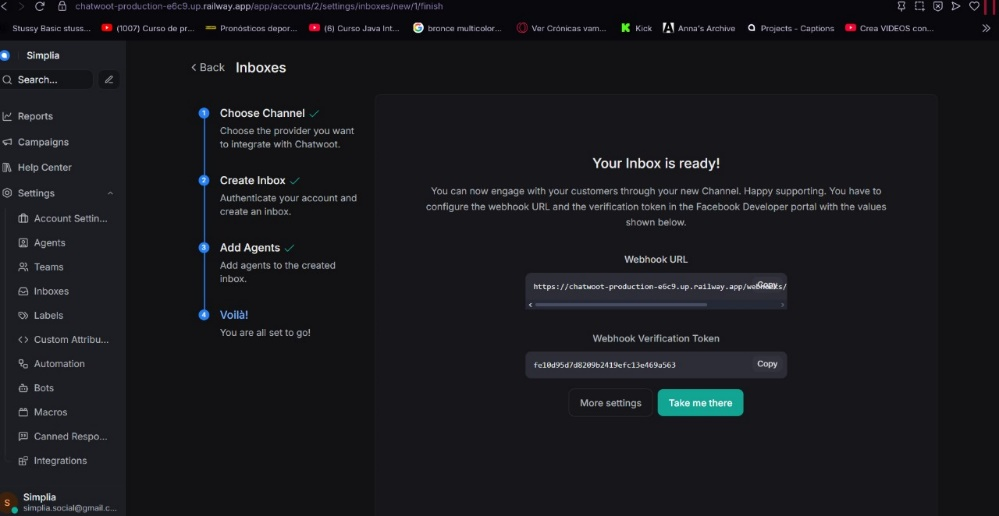 chatwoot-production-e6c9.up.railway.app/app/accounts/2/settings/inboxes/new/1/finish
Stussy Basic stuss... (1007) Curso de pr... Pronósticos depor... (6) Curso Java Int... bronce multicolor... Ver Crónicas vam... Kick Anna's Archive Projects - Captions Crea VIDEOS con...
Simplia
Search...
Reports
Campaigns
Help Center
Settings
Account Settin...
Agents
Teams
Inboxes
Labels
Custom Attribu...
Automation
Bots
Macros
Canned Respo...
Integrations
S
Simplia
simplia.social@gmail.c...
Back Inboxes
1 Choose Channel
Choose the provider you want
to integrate with Chatwoot.
2 Create Inbox
Authenticate your account and
create an inbox.
3 Add Agents
Add agents to the created
inbox.
4 Voilà!
You are all set to go!
Your Inbox is ready!
You can now engage with your customers through your new Channel. Happy supporting. You have to
configure the webhook URL and the verification token in the Facebook Developer portal with the values
shown below.
Webhook URL
https://chatwoot-production-e6c9.up.railway.app/webhooks/ Copy
Webhook Verification Token
fe10d95d7d8209b2419efc13e469a563 Copy
More settings Take me there